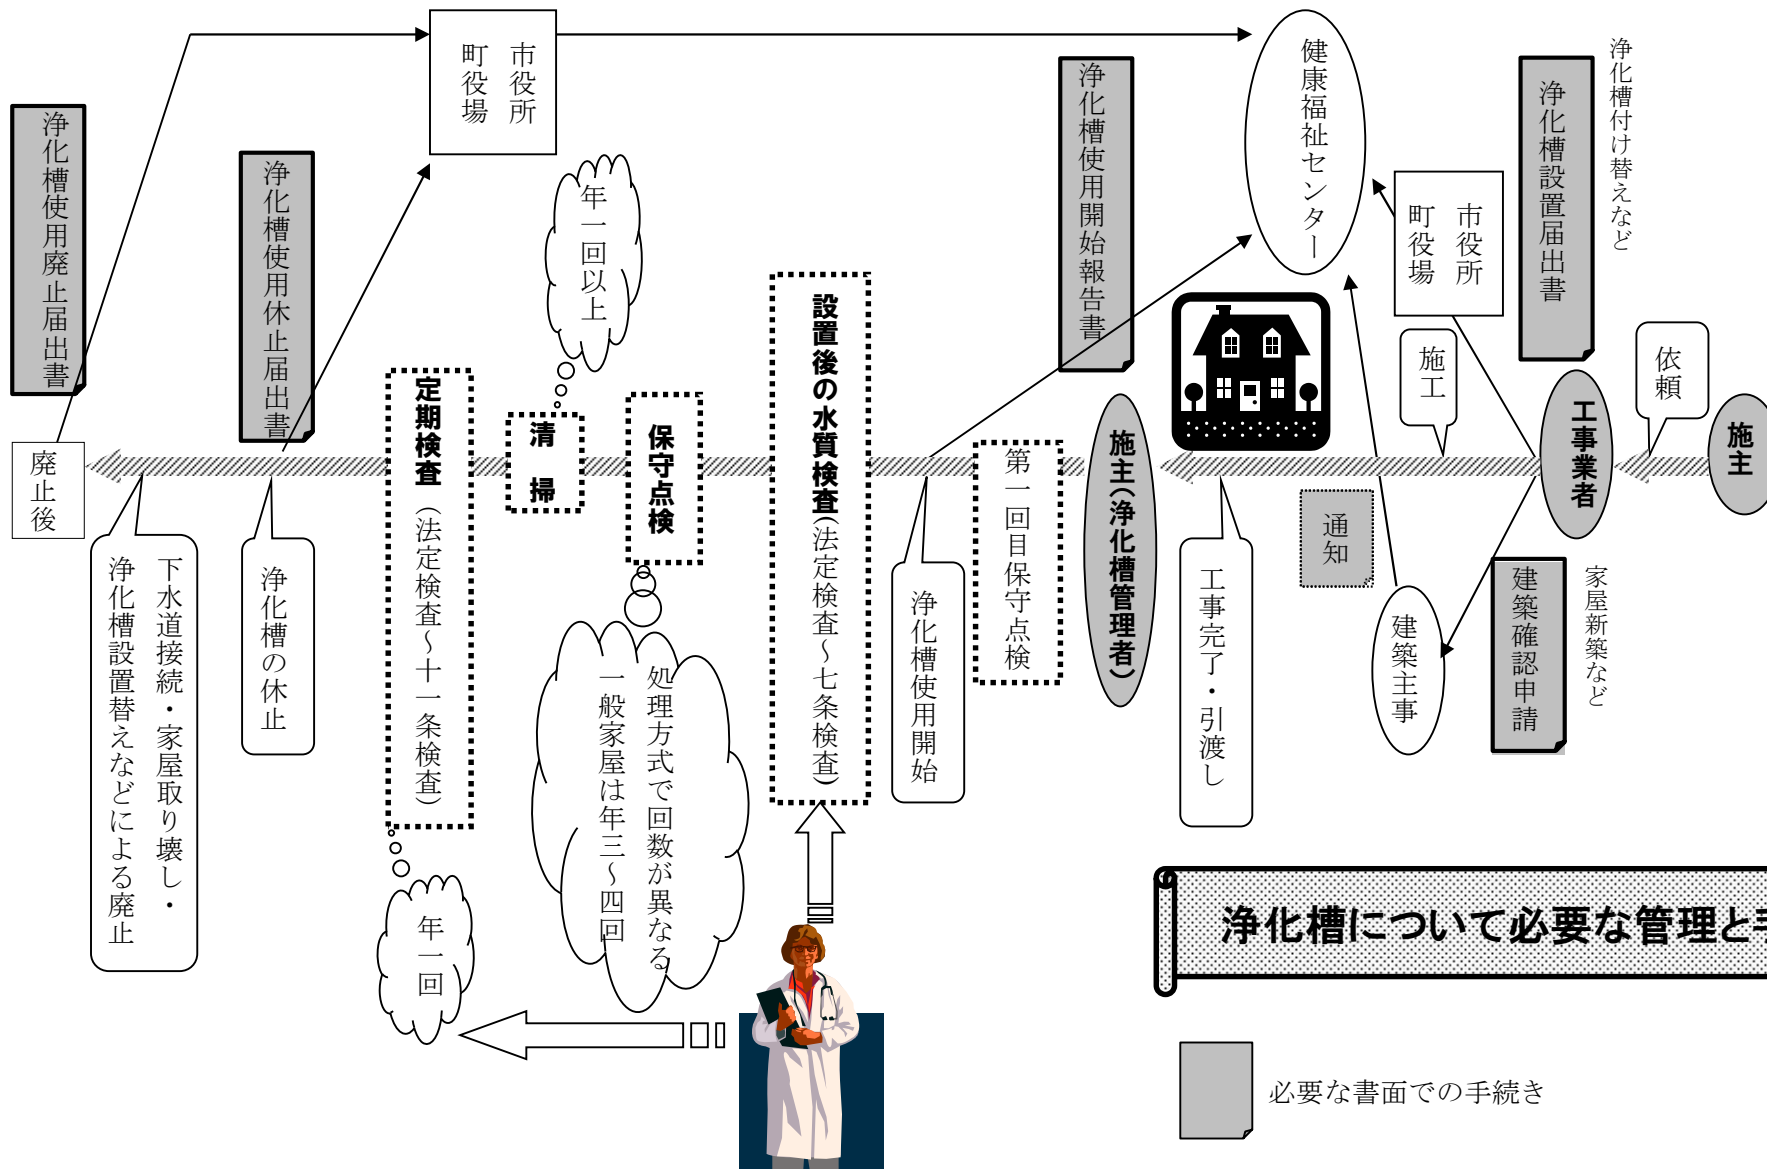 浄化槽付け替えなど
浄化槽設置届出書
依頼
施主
工事業者
家屋新築など
建築確認申請
市役所
町役場
施工
建築主事
通知
健康福祉センター
工事完了・引渡し
施主(浄化槽管理者)
浄化槽使用開始報告書
第一回目保守点検
浄化槽使用開始
設置後の水質検査(法定検査～七条検査)
保守点検
処理方式で回数が異なる
一般家屋は年三～四回
清掃
年一回以上
定期検査(法定検査～十一条検査)
年一回
市役所
町役場
浄化槽使用休止届出書
浄化槽の休止
浄化槽使用廃止届出書
下水道接続・家屋取り壊し・
浄化槽設置替えなどによる廃止
廃止後
浄化槽について必要な管理と手
必要な書面での手続き